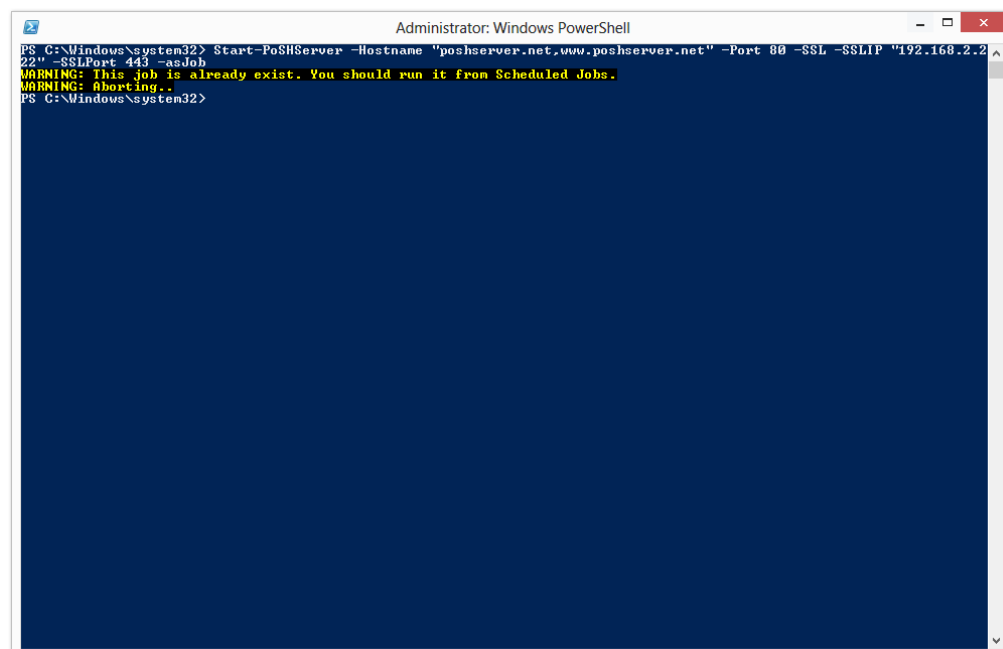 Administrator: Windows PowerShell
PS C:\Windows\system32> Start-PoSHServer -Hostname "poshserver.net,www.poshserver.net" -Port 80 -SSL -SSLIP "192.168.2.2
22" -SSLPort 443 -asJob
WARNING: This job is already exist. You should run it from Scheduled Jobs.
WARNING: Aborting..
PS C:\Windows\system32>